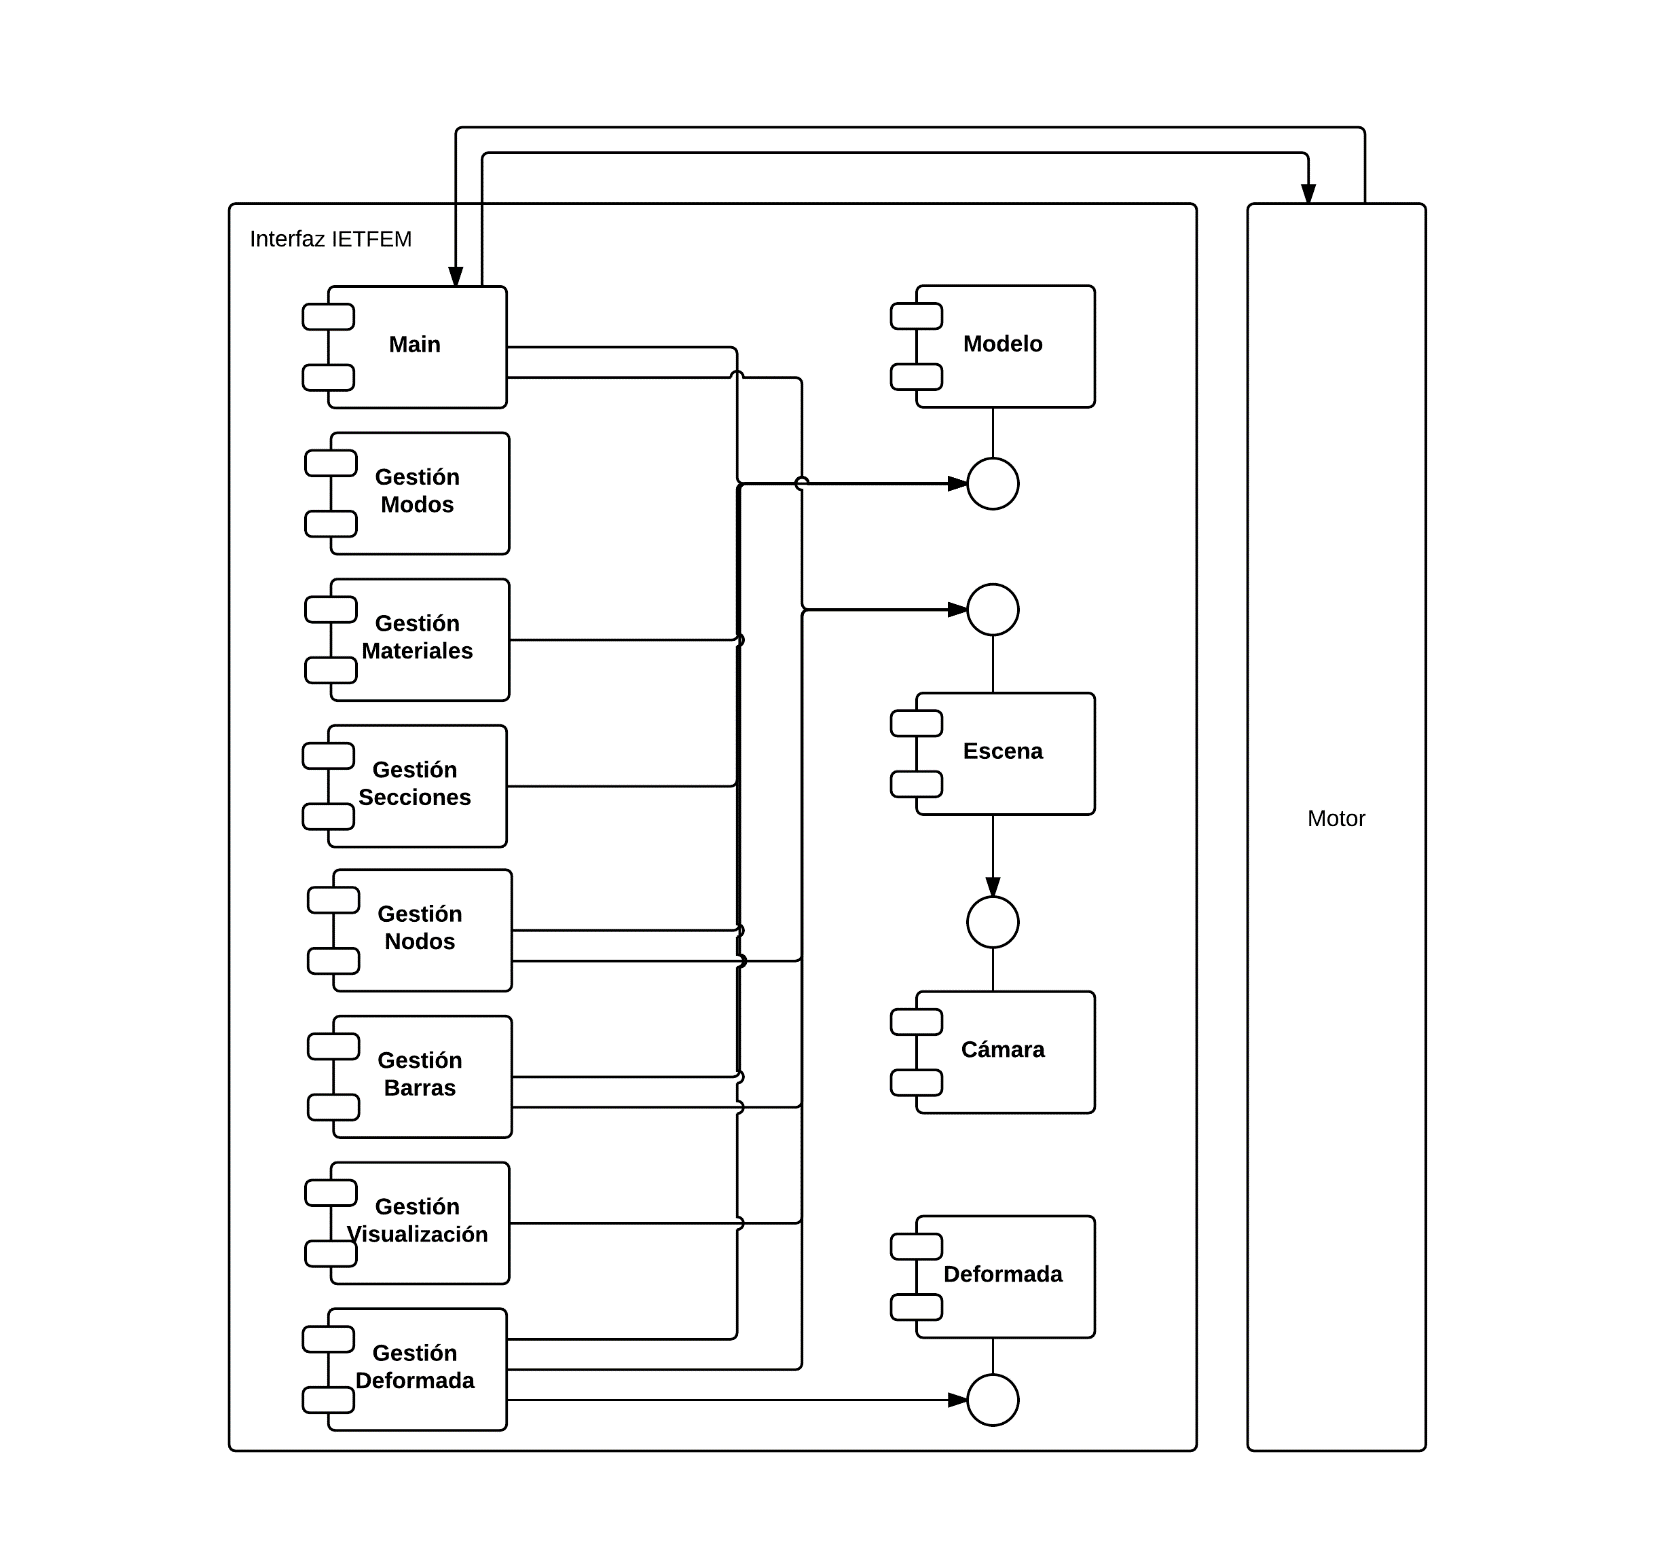 Interfaz IETFEM
Main
Gestión
Modos
Gestión
Materiales
Gestión
Secciones
Gestión
Nodos
Gestión
Barras
Gestión
Visualización
Gestión
Deformada
Modelo
Escena
Cámara
Deformada
Motor